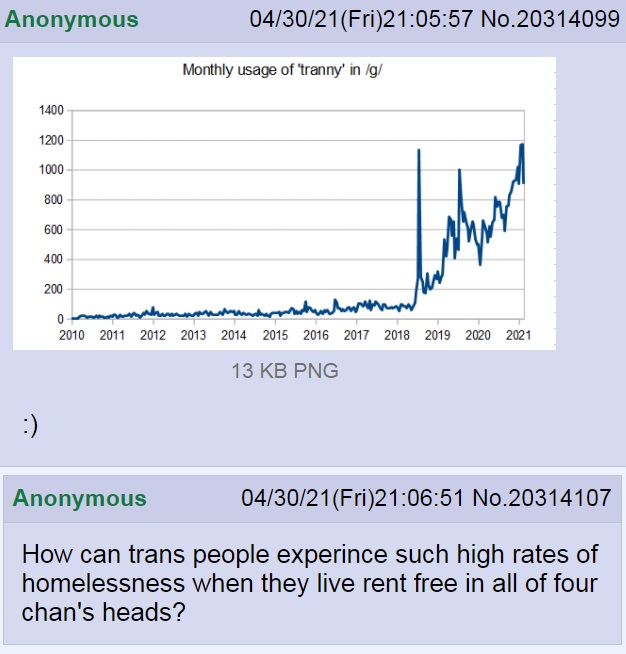 Anonymous 04/30/21(Fri)21:05:57 No.20314099
Monthly usage of 'tranny' in /g/
1400
1200
1000
800
600
400
200
0
2010 2011 2012 2013 2014 2015 2016 2017 2018 2019 2020 2021
13 KB PNG
:)
Anonymous 04/30/21(Fri)21:06:51 No.20314107
How can trans people experince such high rates of
homelessness when they live rent free in all of four
chan's heads?